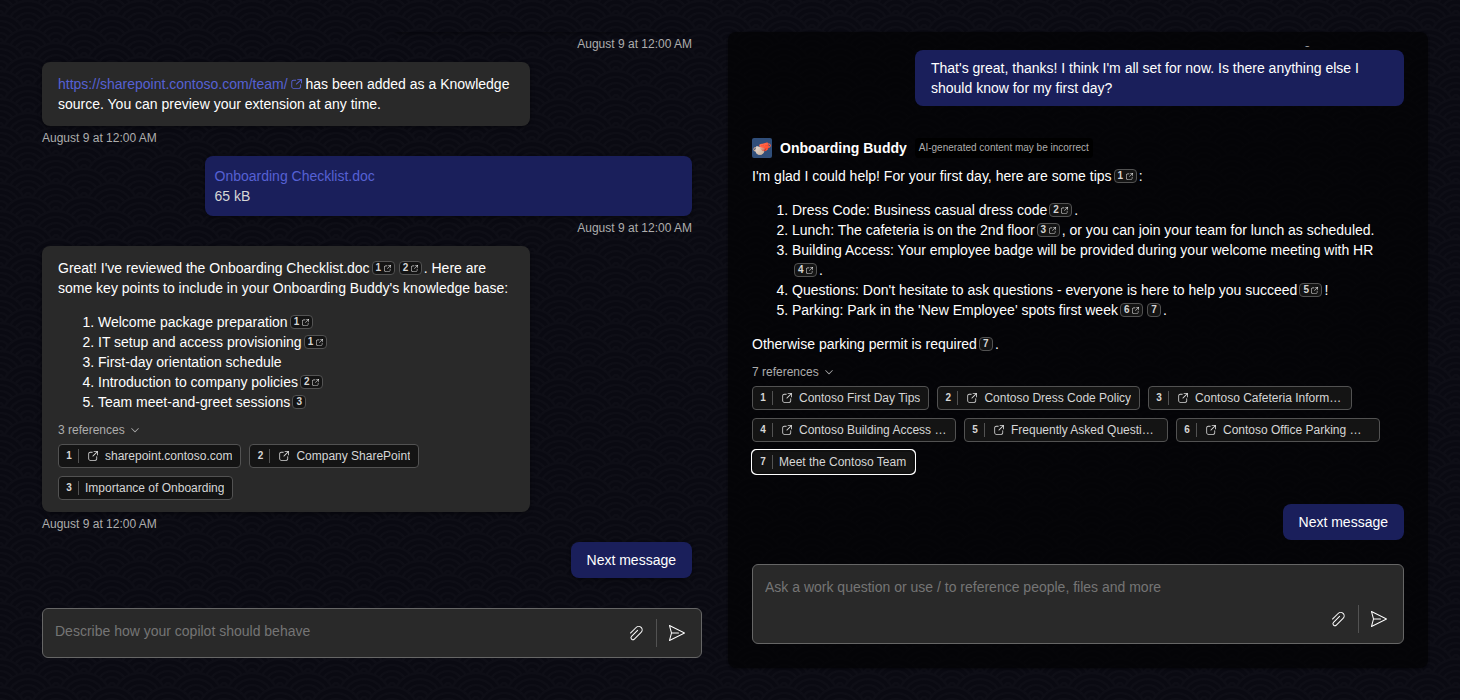 August 9 at 12:00 AM
https://sharepoint.contoso.com/team/ has been added as a Knowledge
source. You can preview your extension at any time.
August 9 at 12:00 AM
Onboarding Checklist.doc
65 kB
August 9 at 12:00 AM
Great! I've reviewed the Onboarding Checklist.doc 1 2 . Here are
some key points to include in your Onboarding Buddy's knowledge base:
1. Welcome package preparation 1
2. IT setup and access provisioning 1
3. First-day orientation schedule
4. Introduction to company policies 2
5. Team meet-and-greet sessions 3
3 references
1 sharepoint.contoso.com 2 Company SharePoint
3 Importance of Onboarding
August 9 at 12:00 AM
Next message
Describe how your copilot should behave
That's great, thanks! I think I'm all set for now. Is there anything else I
should know for my first day?
Onboarding Buddy AI-generated content may be incorrect
I'm glad I could help! For your first day, here are some tips 1 :
1. Dress Code: Business casual dress code 2 .
2. Lunch: The cafeteria is on the 2nd floor 3 , or you can join your team for lunch as scheduled.
3. Building Access: Your employee badge will be provided during your welcome meeting with HR
4 .
4. Questions: Don't hesitate to ask questions - everyone is here to help you succeed 5 !
5. Parking: Park in the 'New Employee' spots first week 6 7 .
Otherwise parking permit is required 7 .
7 references
1 Contoso First Day Tips 2 Contoso Dress Code Policy 3 Contoso Cafeteria Inform…
4 Contoso Building Access … 5 Frequently Asked Questi… 6 Contoso Office Parking …
7 Meet the Contoso Team
Next message
Ask a work question or use / to reference people, files and more